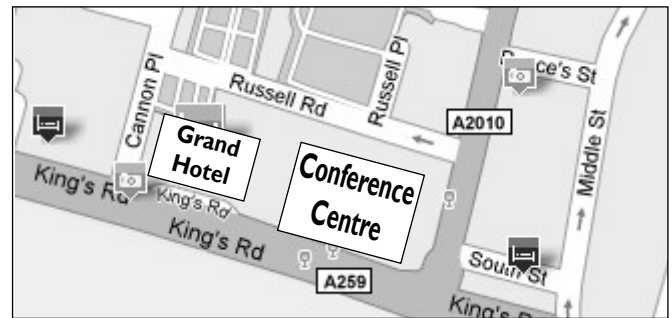 Russell Pl
Cannon Pl
Russell Rd
A2010
Middle St
Grand
Hotel
Conference
Centre
King's Rd
King's Rd
King's Rd
A259
South St
King's